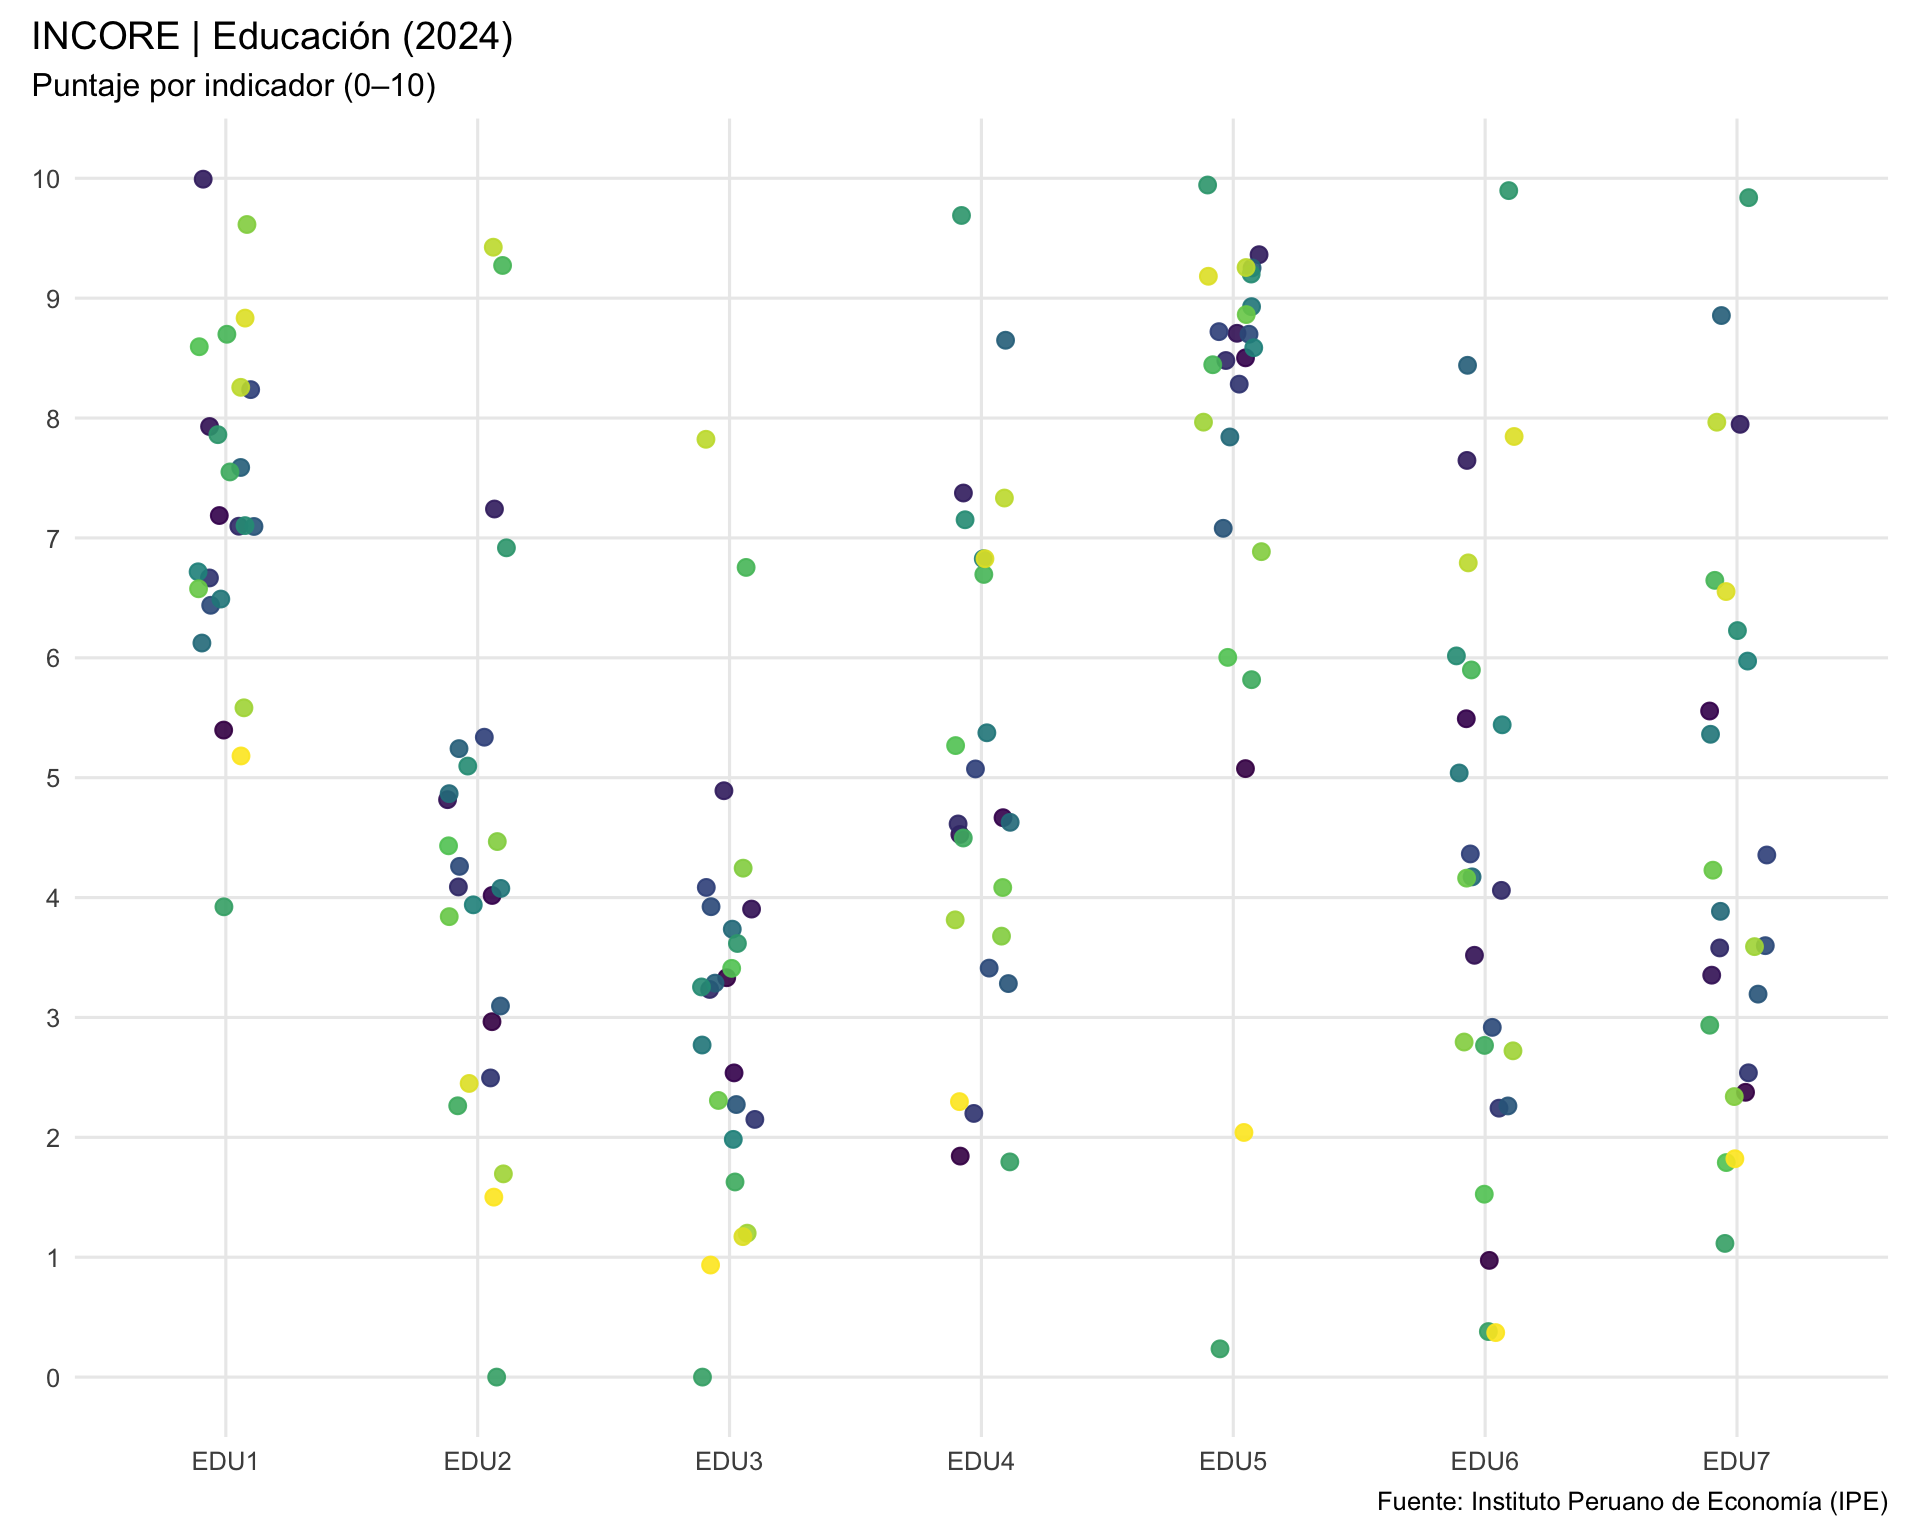 INCORE | Educación (2024)
Puntaje por indicador (0–10)
10
9
8
7
6
5
4
3
2
1
0
EDU1 EDU2 EDU3 EDU4 EDU5 EDU6 EDU7
Fuente: Instituto Peruano de Economía (IPE)